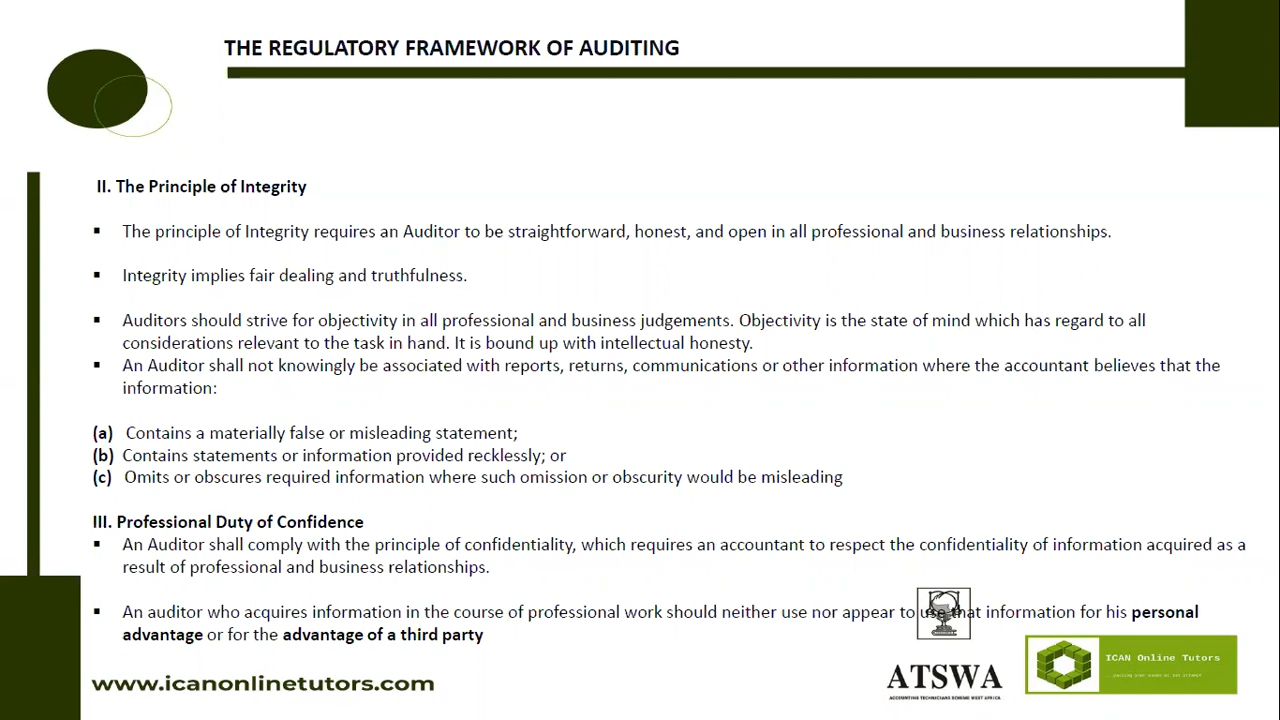 THE REGULATORY FRAMEWORK OF AUDITING
II. The Principle of Integrity
▪ The principle of Integrity requires an Auditor to be straightforward, honest, and open in all professional and business relationships.
▪ Integrity implies fair dealing and truthfulness.
▪ Auditors should strive for objectivity in all professional and business judgements. Objectivity is the state of mind which has regard to all
considerations relevant to the task in hand. It is bound up with intellectual honesty.
▪ An Auditor shall not knowingly be associated with reports, returns, communications or other information where the accountant believes that the
information:
(a) Contains a materially false or misleading statement;
(b) Contains statements or information provided recklessly; or
(c) Omits or obscures required information where such omission or obscurity would be misleading
III. Professional Duty of Confidence
▪ An Auditor shall comply with the principle of confidentiality, which requires an accountant to respect the confidentiality of information acquired as a
result of professional and business relationships.
▪ An auditor who acquires information in the course of professional work should neither use nor appear to use that information for his personal
advantage or for the advantage of a third party
www.icanonlinetutors.com
ATSWA
ACCOUNTING TECHNICIANS SCHEME WEST AFRICA
ICAN Online Tutors